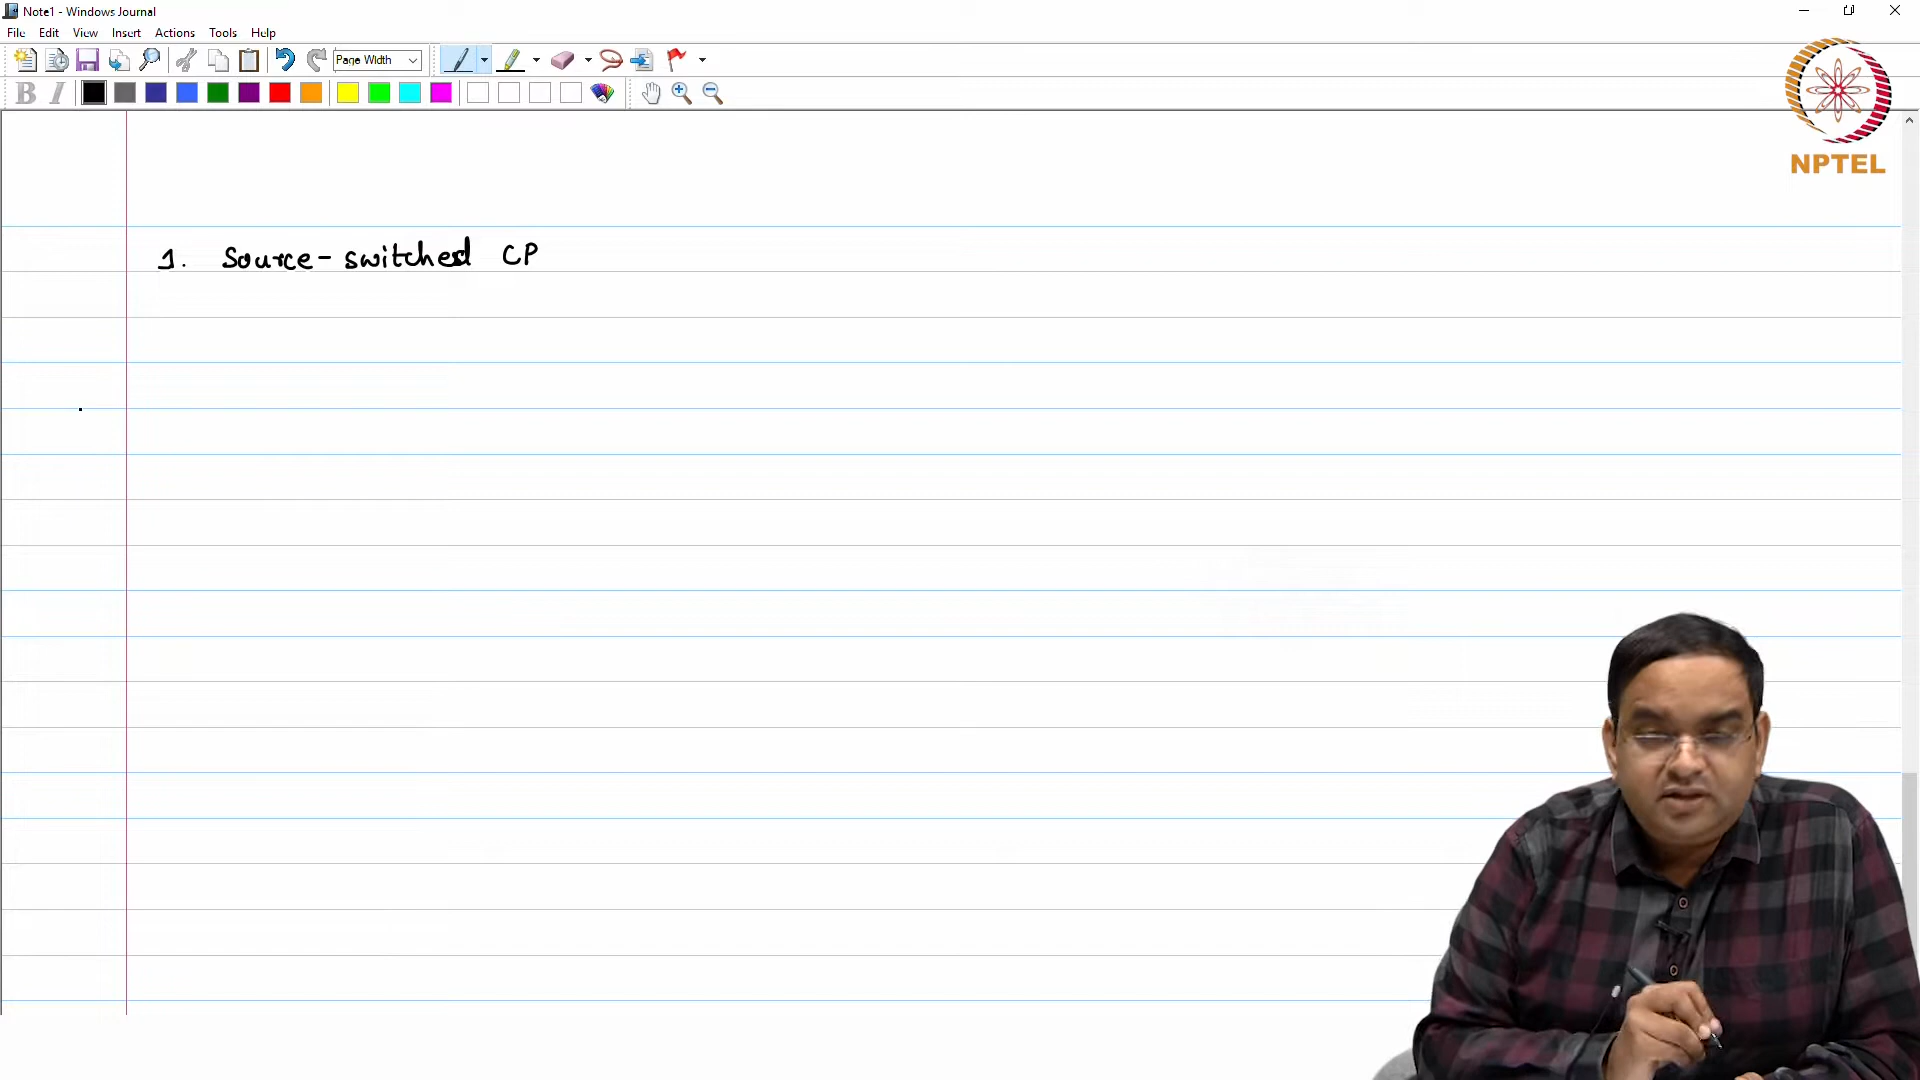 Note1 - Windows Journal
File Edit View Insert Actions Tools Help
Page Width
B I
NPTEL
1. Source-switched CP